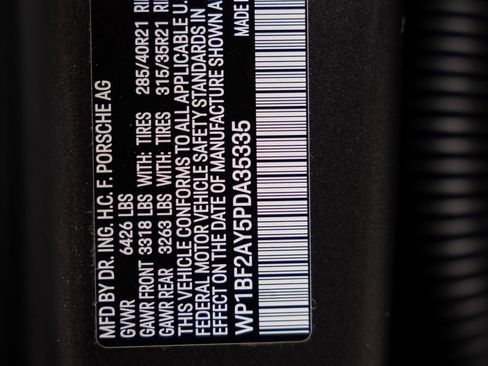 MFD BY DR. ING. H.C. F. PORSCHE AG
GVWR 6426 LBS
GAWR FRONT 3318 LBS WITH: TIRES 285/40R21
GAWR REAR 3263 LBS WITH: TIRES 315/35R21
THIS VEHICLE CONFORMS TO ALL APPLICABLE U.
FEDERAL MOTOR VEHICLE SAFETY STANDARDS IN
EFFECT ON THE DATE OF MANUFACTURE SHOWN A
WP1BF2AY5PDA35335 MADE